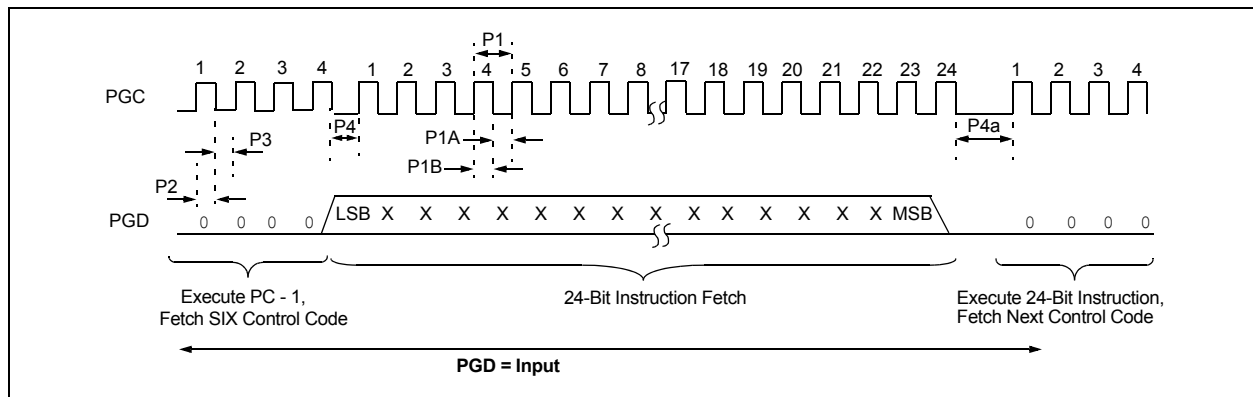 P1
1 2 3 4 1 2 3 4 5 6 7 8 17 18 19 20 21 22 23 24 1 2 3 4
PGC
P4 P4a
P3 P1A
P1B
P2
PGD 0 0 0 0 LSB X X X X X X X X X X X X X X MSB 0 0 0 0
Execute PC - 1,
Fetch SIX Control Code
24-Bit Instruction Fetch
Execute 24-Bit Instruction,
Fetch Next Control Code
PGD = Input